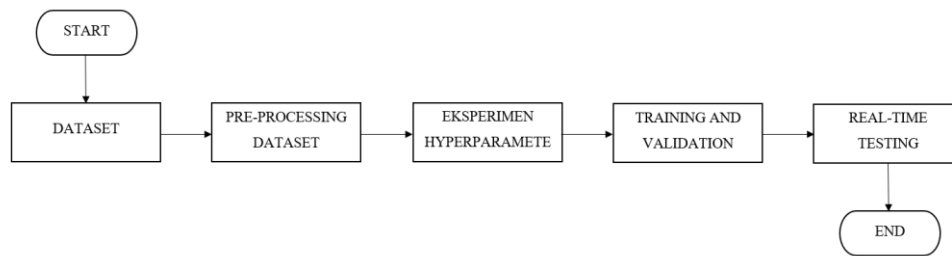 START
DATASET
PRE-PROCESSING
DATASET
EKSPERIMEN
HYPERPARAMETE
TRAINING AND
VALIDATION
REAL-TIME
TESTING
END